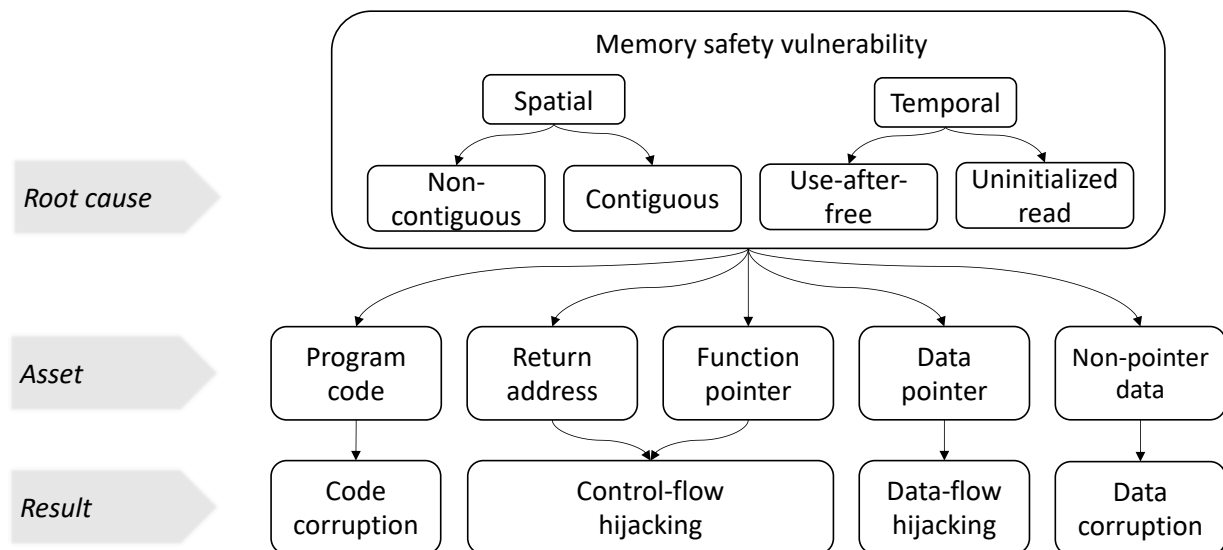 Memory safety vulnerability
Spatial
Temporal
Root cause
Non-
contiguous
Contiguous
Use-after-
free
Uninitialized
read
Asset
Program
code
Return
address
Function
pointer
Data
pointer
Non-pointer
data
Result
Code
corruption
Control-flow
hijacking
Data-flow
hijacking
Data
corruption